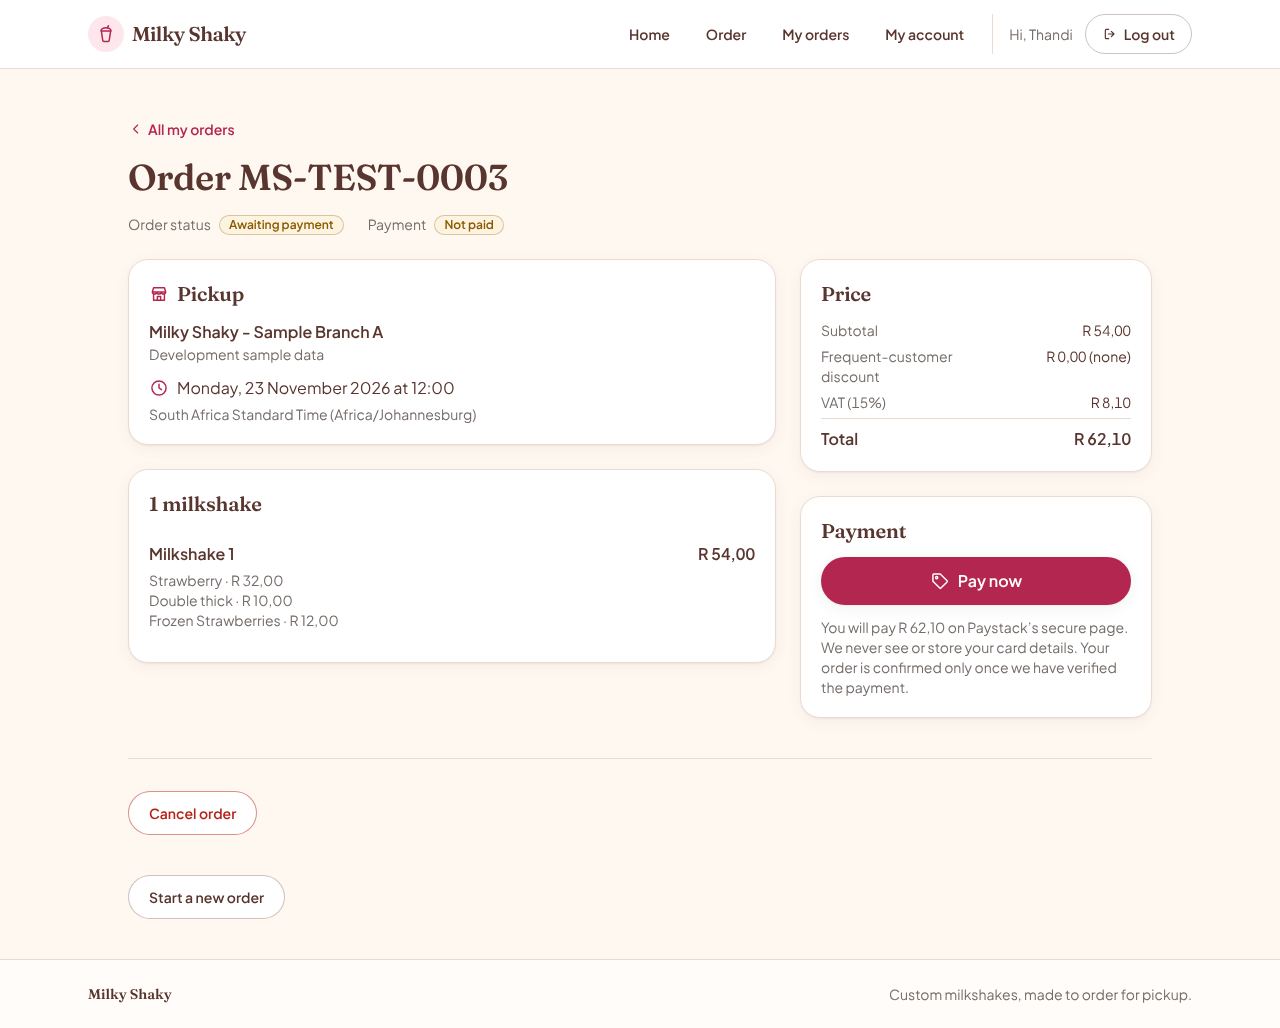 Milky Shaky
Home
Order
My orders
My account
Hi, Thandi
Log out
All my orders
Order MS-TEST-0003
Order status
Awaiting payment
Payment
Not paid
Pickup
Milky Shaky – Sample Branch A
Development sample data
Monday, 23 November 2026 at 12:00
South Africa Standard Time (Africa/Johannesburg)
1 milkshake
Milkshake 1
R 54,00
Strawberry · R 32,00
Double thick · R 10,00
Frozen Strawberries · R 12,00
Price
Subtotal
R 54,00
Frequent-customer
discount
R 0,00 (none)
VAT (15%)
R 8,10
Total
R 62,10
Payment
Pay now
You will pay R 62,10 on Paystack’s secure page.
We never see or store your card details. Your
order is confirmed only once we have verified
the payment.
Cancel order
Start a new order
Milky Shaky
Custom milkshakes, made to order for pickup.